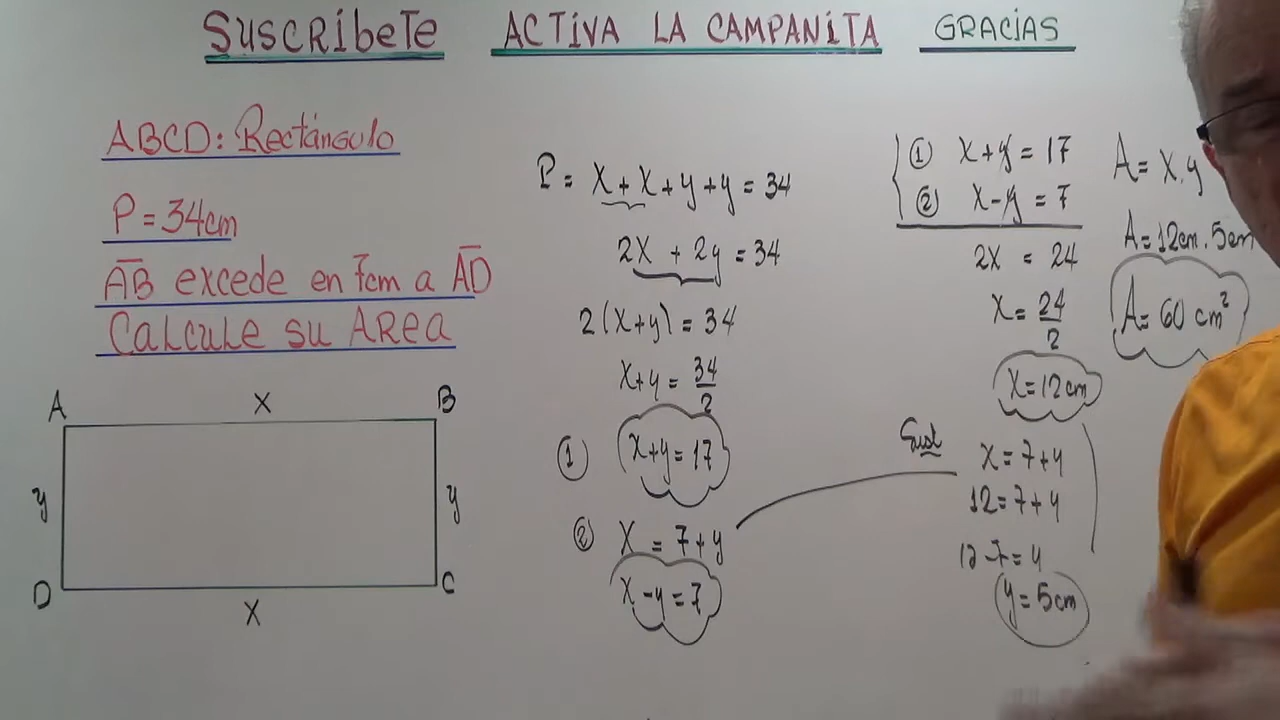 SUSCRÍBETE ACTIVA LA CAMPANITA GRACIAS
ABCD: Rectángulo
P = 34cm
A̅B̅ excede en 7cm a A̅D̅
CALCULE SU AREA
A x B
y y
D x C
P = x + x + y + y = 34
2x + 2y = 34
2(x+y) = 34
x+y = 34/2
① x+y = 17
② x = 7+y
x-y = 7
① x+y = 17
② x-y = 7
2x = 24
x = 24/2
x = 12cm
Sust
x = 7+y
12 = 7+y
12-7 = y
y = 5cm
A = x.y
A = 12cm . 5cm
A = 60 cm²